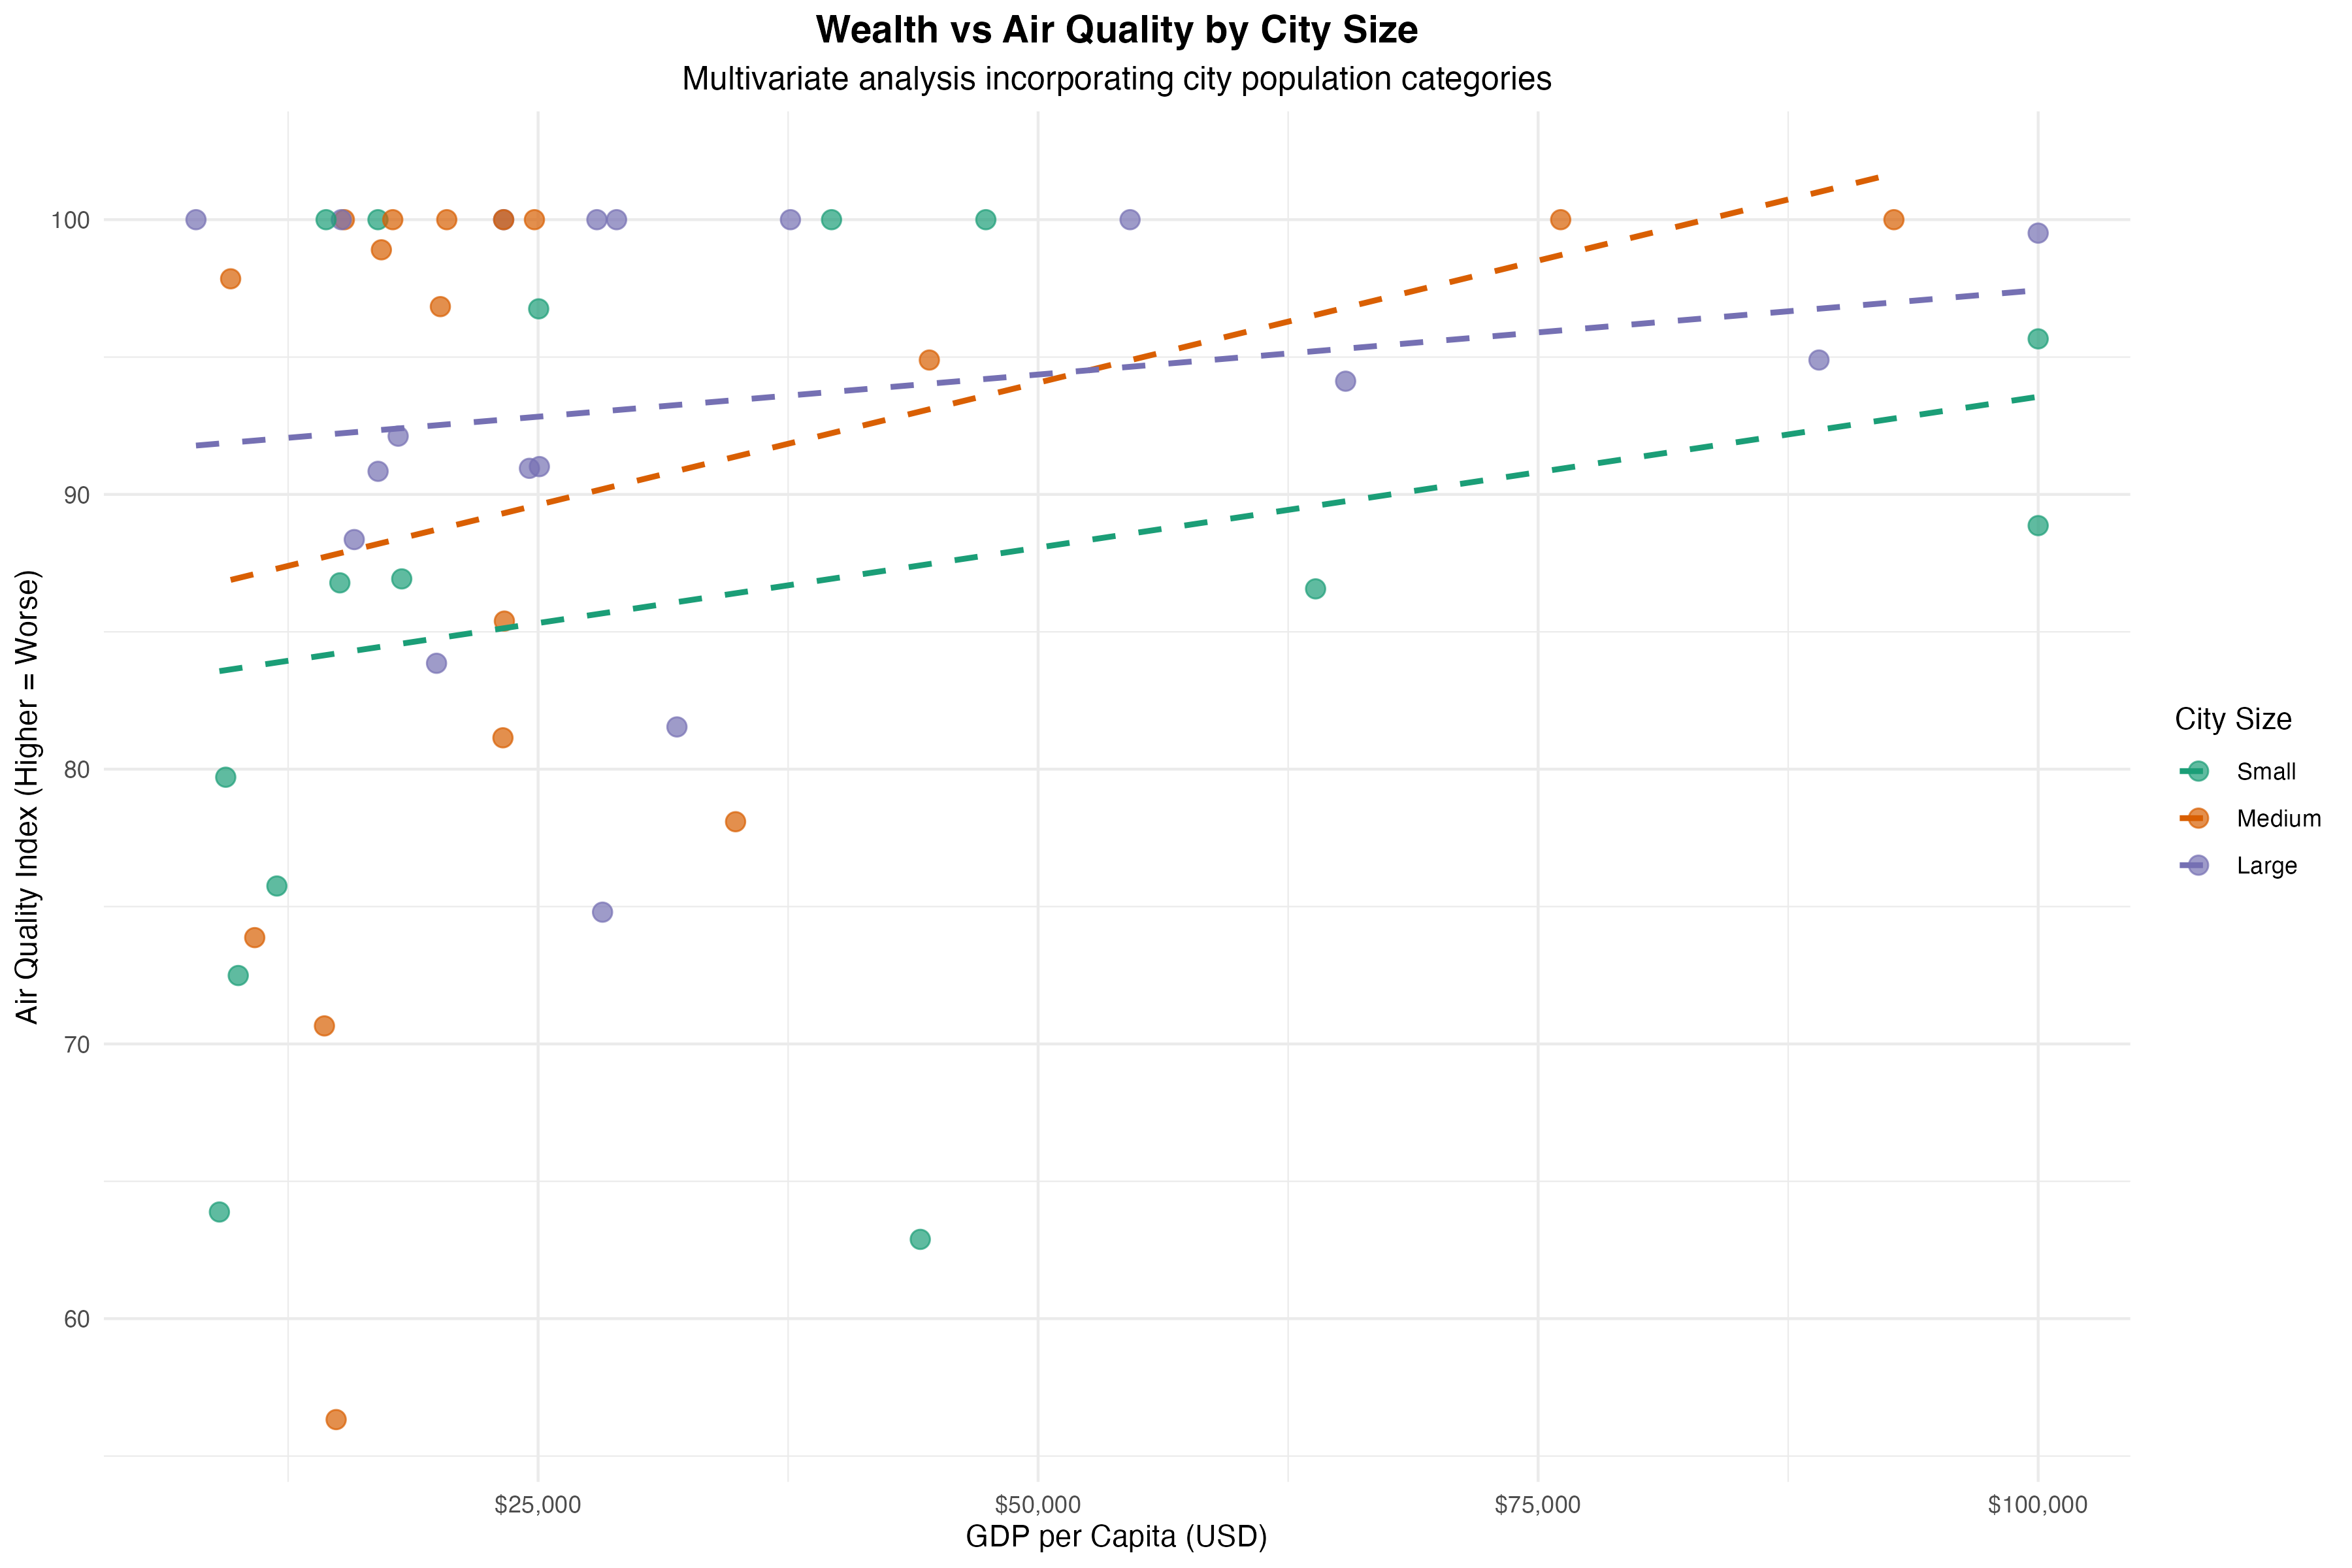 Wealth vs Air Quality by City Size
Multivariate analysis incorporating city population categories
Air Quality Index (Higher = Worse)
100
90
80
70
60
$25,000
$50,000
$75,000
$100,000
GDP per Capita (USD)
City Size
Small
Medium
Large